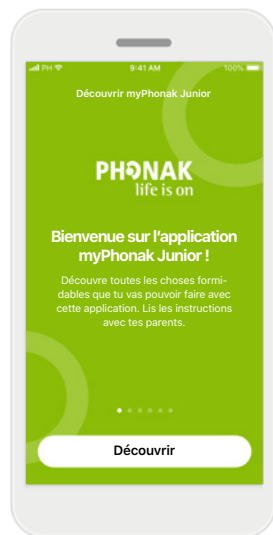 PH 9:41 AM 100%
Découvrir myPhonak Junior
PHONAK
life is on
Bienvenue sur l'application
myPhonak Junior !
Découvre toutes les choses formi-
dables que tu vas pouvoir faire avec
cette application. Lis les instructions
avec tes parents.
Découvrir